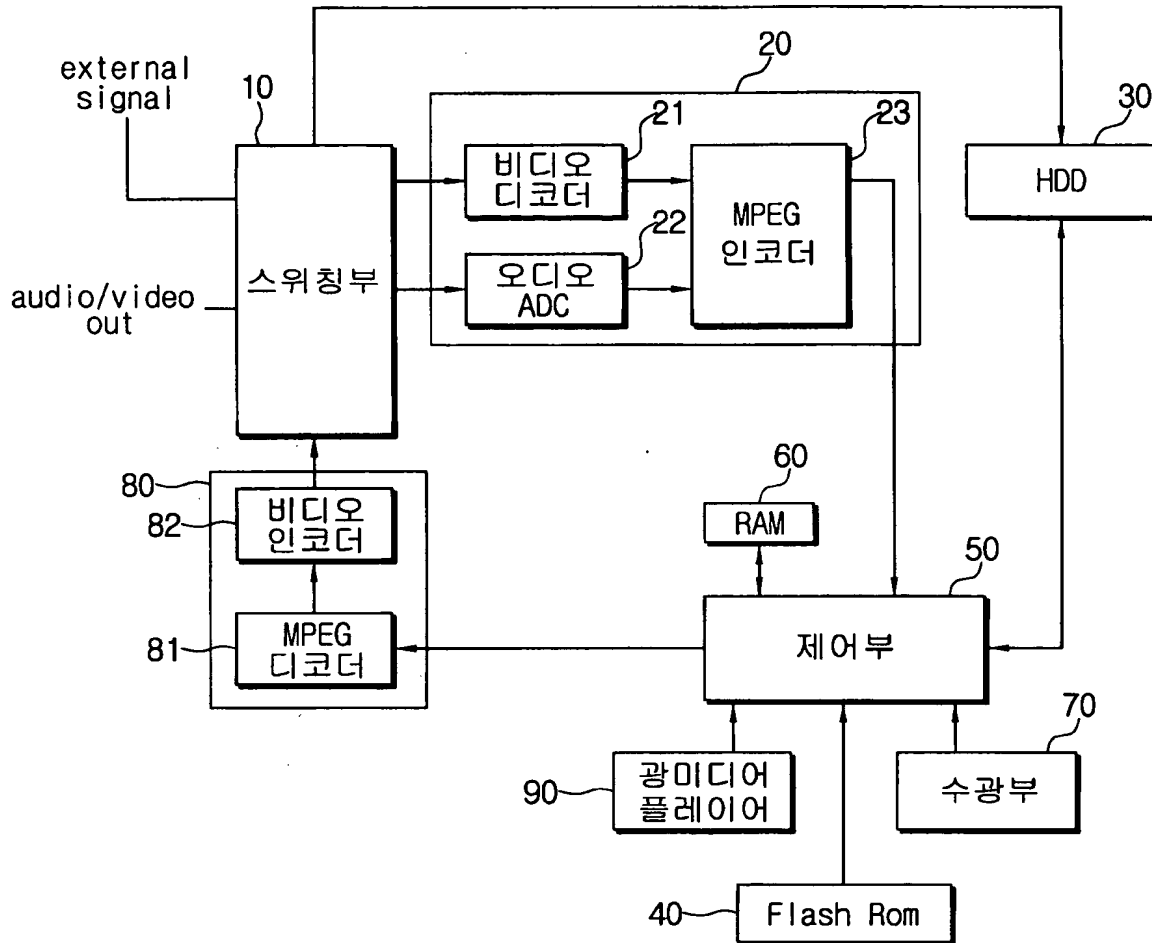 external
signal
10
20
21
23
30
비디오
디코더
HDD
MPEG
인코더
22
오디오
ADC
스위칭부
audio/video
out
80
82
비디오
인코더
60
RAM
50
81
MPEG
디코더
제어부
70
90
광미디어
플레이어
수광부
40
Flash Rom